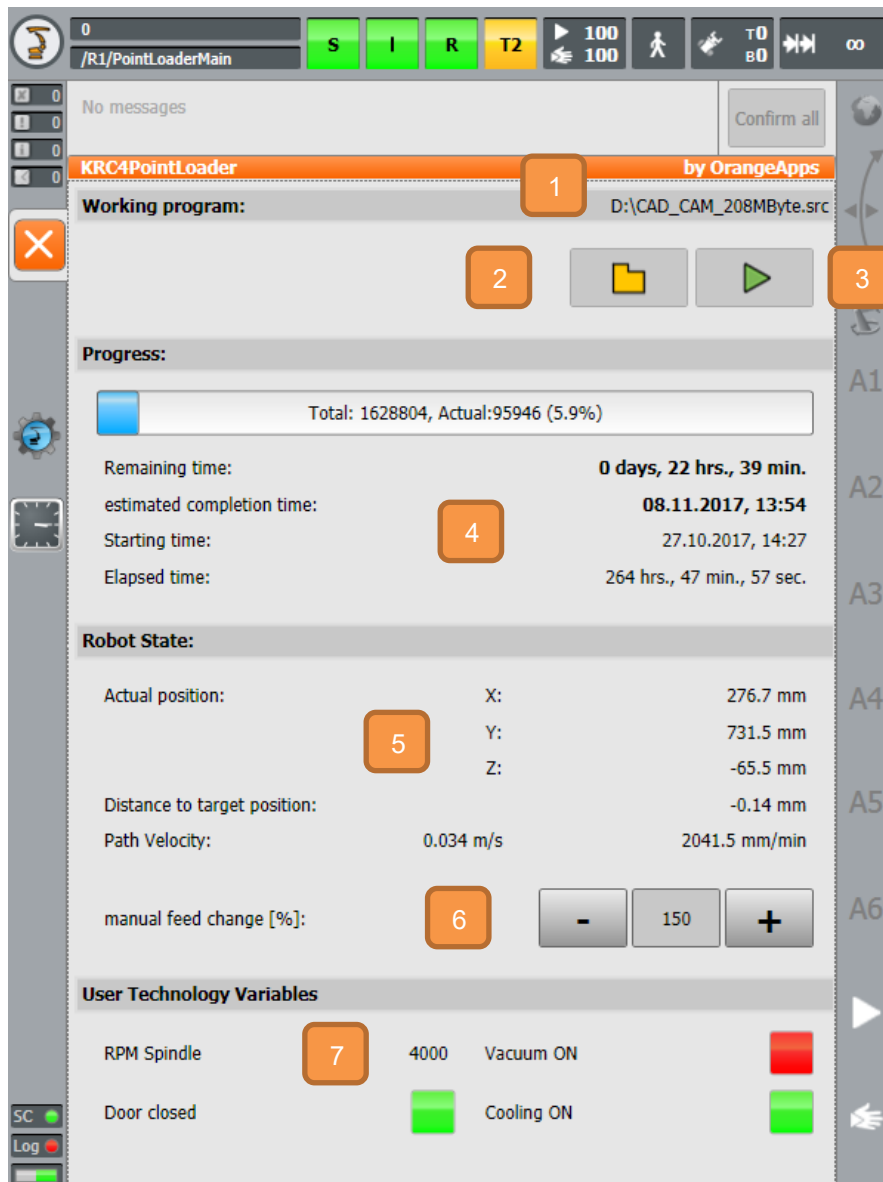 0
/R1/PointLoaderMain
S I R T2 100 100 T0 B0 ∞
0
0
0
0
No messages
Confirm all
KRC4PointLoader by OrangeApps
1
Working program: D:\CAD_CAM_208MByte.src
2
3
Progress:
A1
Total: 1628804, Actual:95946 (5.9%)
Remaining time: 0 days, 22 hrs., 39 min.
A2
estimated completion time: 08.11.2017, 13:54
4
Starting time: 27.10.2017, 14:27
Elapsed time: 264 hrs., 47 min., 57 sec.
A3
Robot State:
Actual position: X: 276.7 mm
A4
5
Y: 731.5 mm
Z: -65.5 mm
Distance to target position: -0.14 mm
A5
Path Velocity: 0.034 m/s 2041.5 mm/min
manual feed change [%]: 6 - 150 +
A6
User Technology Variables
RPM Spindle 7 4000 Vacuum ON
Door closed Cooling ON
SC
Log